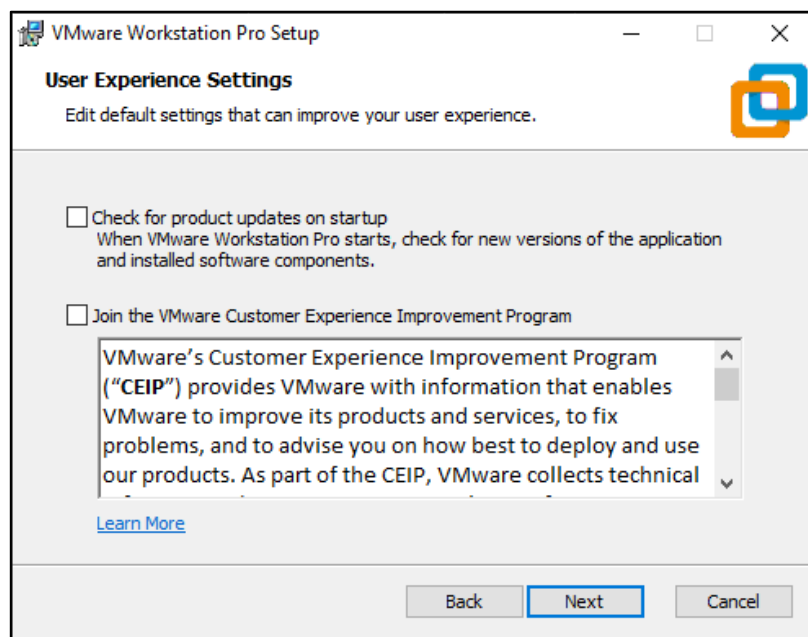 VMware Workstation Pro Setup
User Experience Settings
Edit default settings that can improve your user experience.
Check for product updates on startup
When VMware Workstation Pro starts, check for new versions of the application
and installed software components.
Join the VMware Customer Experience Improvement Program
VMware's Customer Experience Improvement Program
("CEIP") provides VMware with information that enables
VMware to improve its products and services, to fix
problems, and to advise you on how best to deploy and use
our products. As part of the CEIP, VMware collects technical
Learn More
Back Next Cancel